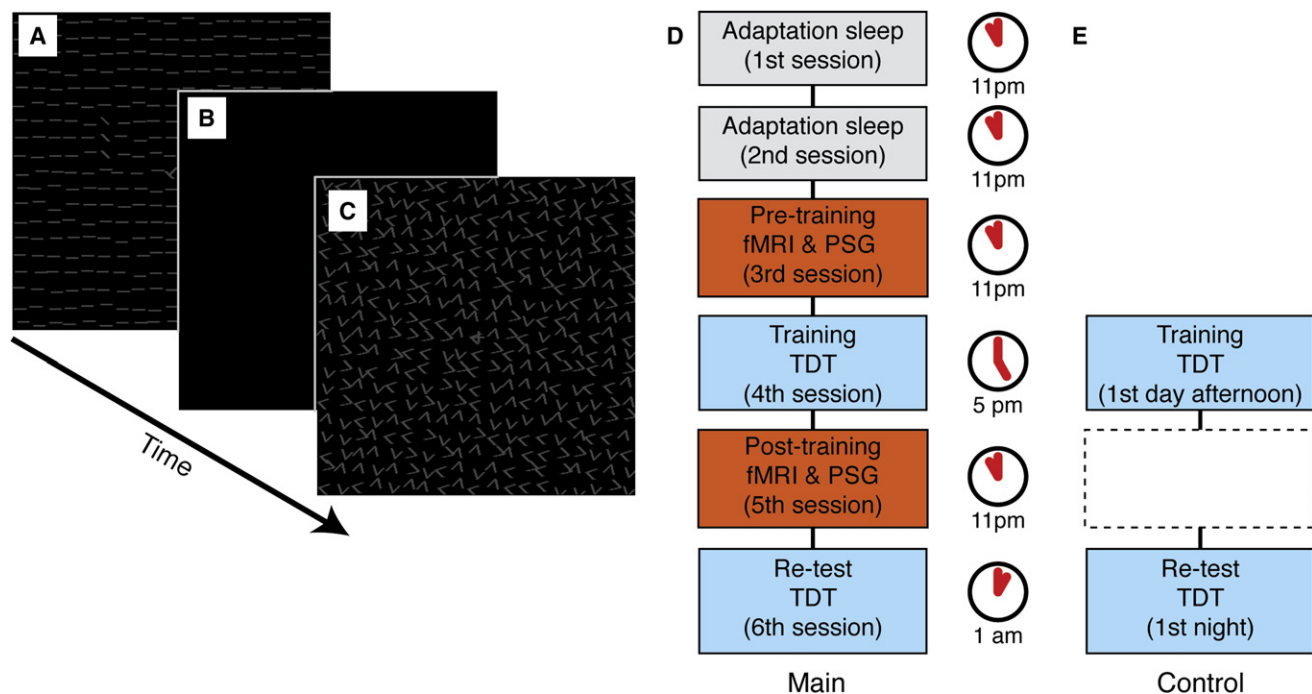 A
B
C
Time
D
Adaptation sleep
(1st session)
11pm
Adaptation sleep
(2nd session)
11pm
Pre-training
fMRI & PSG
(3rd session)
11pm
Training
TDT
(4th session)
5 pm
Post-training
fMRI & PSG
(5th session)
11pm
Re-test
TDT
(6th session)
1 am
Main
E
Training
TDT
(1st day afternoon)
Re-test
TDT
(1st night)
Control